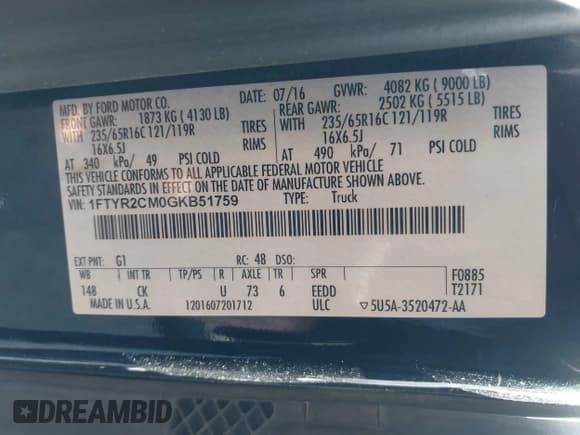 MFD. BY FORD MOTOR CO. DATE: 07/16 GVWR: 4082 KG ( 9000 LB)
FRONT GAWR: 1873 KG ( 4130 LB) REAR GAWR: 2502 KG ( 5515 LB)
WITH 235/65R16C 121/119R TIRES WITH 235/65R16C 121/119R TIRES
16X6.5J RIMS 16X6.5J RIMS
AT 340 kPa/ 49 PSI COLD AT 490 kPa/ 71 PSI COLD
THIS VEHICLE CONFORMS TO ALL APPLICABLE FEDERAL MOTOR VEHICLE
SAFETY STANDARDS IN EFFECT ON THE DATE OF MANUFACTURE SHOWN ABOVE.
VIN: 1FTYR2CM0GKB51759 TYPE: Truck
EXT PNT: G1 RC: 48 DSO:
WB INT TR TP/PS R AXLE TR SPR F0885
148 CK U 73 6 EEDD T2171
MADE IN U.S.A. 1201607201712 ULC 5U5A-3520472-AA
DREAMBID